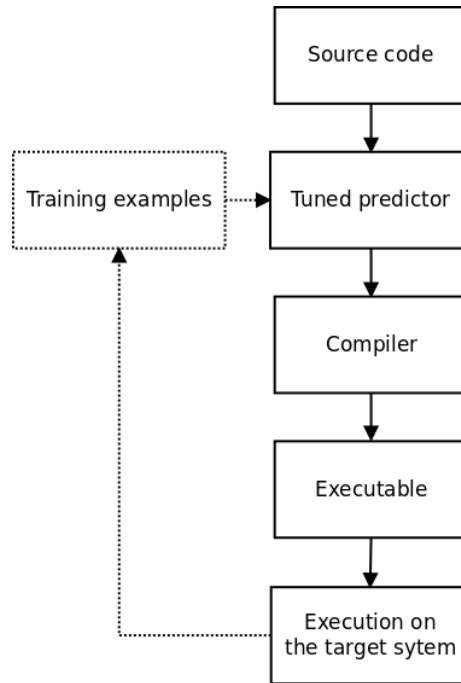 Source code
Training examples
Tuned predictor
Compiler
Executable
Execution on
the target sytem